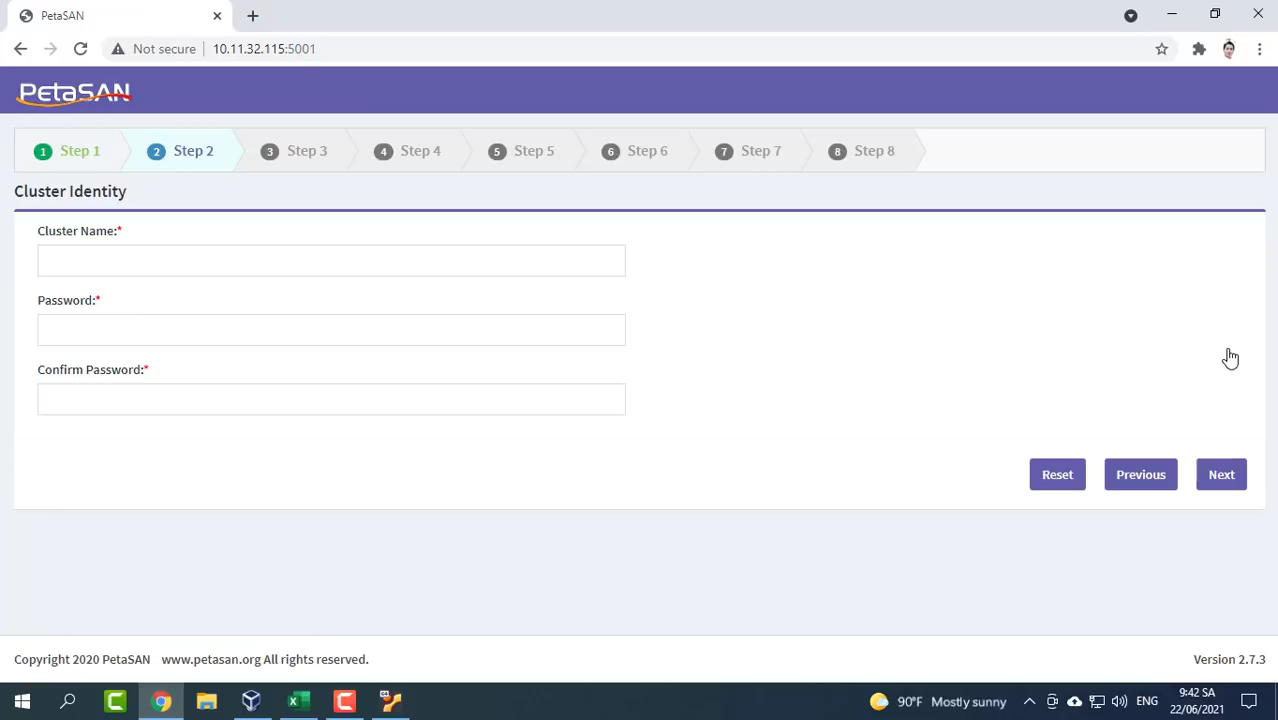 PetaSAN
Not secure
10.11.32.115:5001
PetaSAN
1 Step 1
2 Step 2
3 Step 3
4 Step 4
5 Step 5
6 Step 6
7 Step 7
8 Step 8
Cluster Identity
Cluster Name:*
Password:*
Confirm Password:*
Reset
Previous
Next
Copyright 2020 PetaSAN www.petasan.org All rights reserved.
Version 2.7.3
90°F Mostly sunny
ENG
9:42 SA
22/06/2021